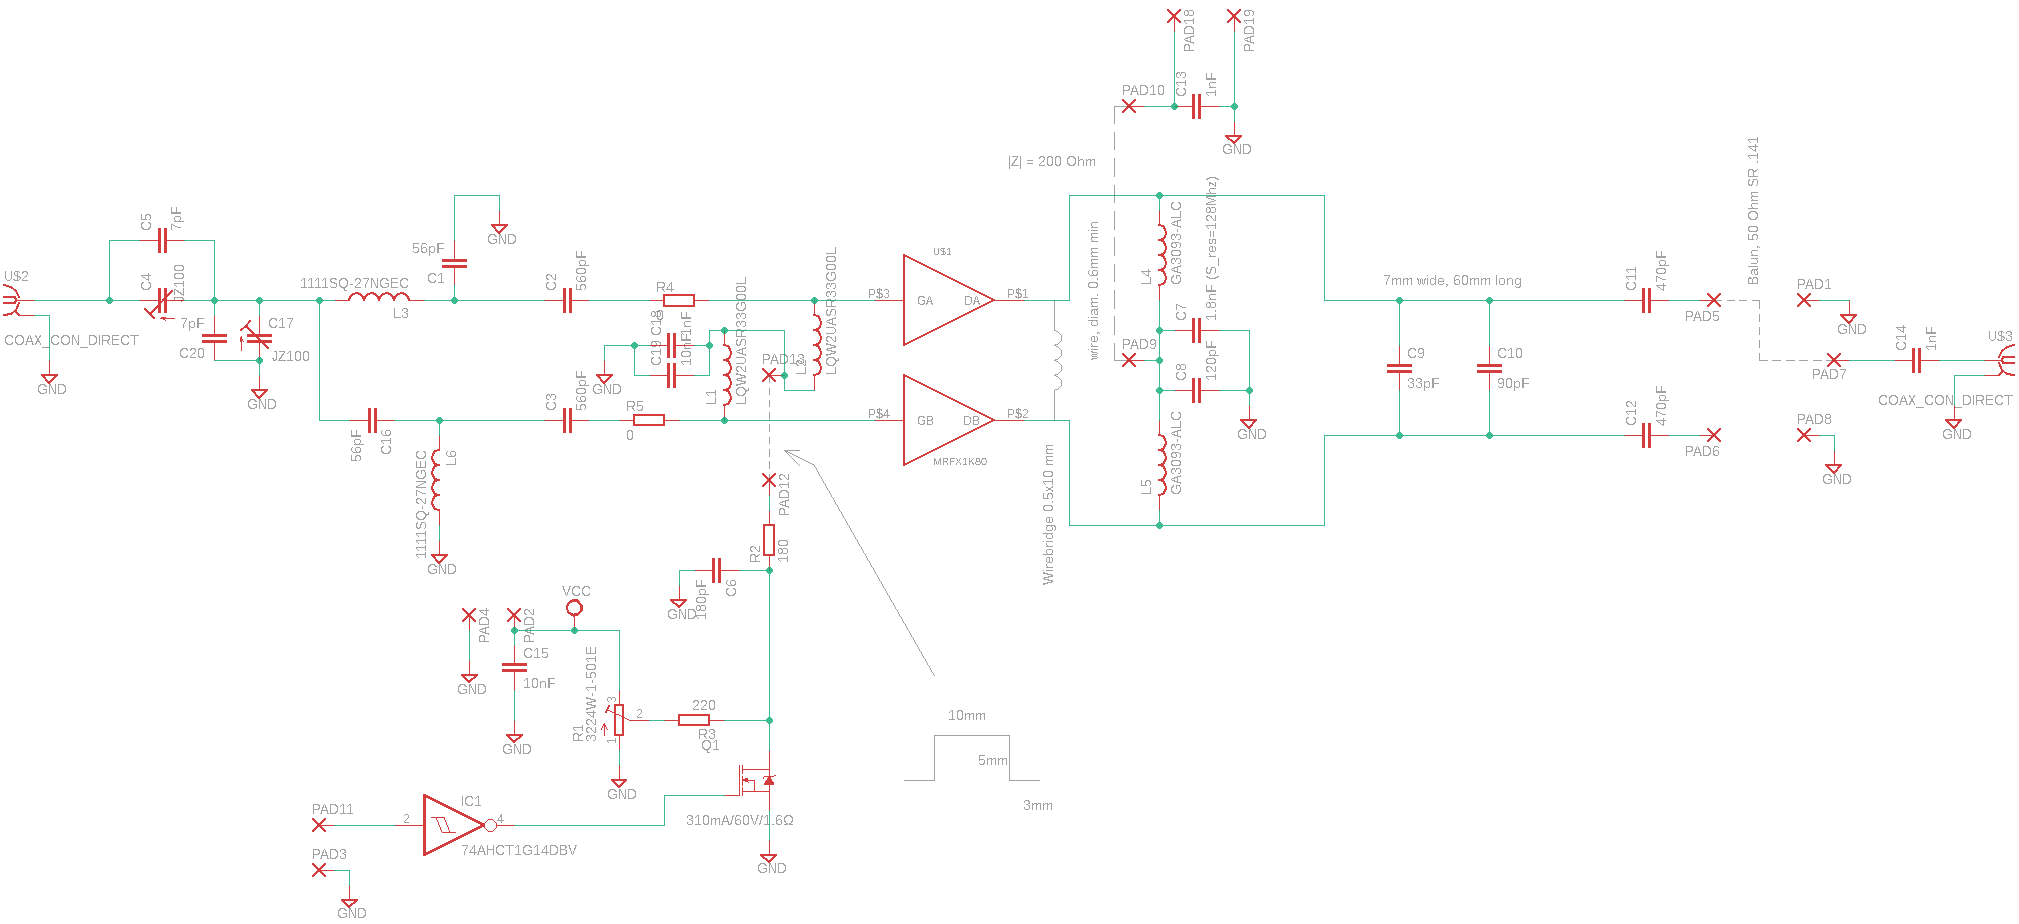 PAD18
PAD19
PAD10
C13
1nF
GND
|Z| = 200 Ohm
Balun, 50 Ohm SR .141
C5
7pF
GND
56pF
C1
U$2
C4
JZ100
1111SQ-27NGEC
L3
C2
560pF
R4
0
LQW2UASR33G00L
L2
U$1
P$3
GA
DA
P$1
wire, diam. 0.6mm min
L4
GA3093-ALC
1.8nF (S_res=128Mhz)
C7
7mm wide, 60mm long
C11
470pF
PAD5
PAD1
GND
C14
1nF
U$3
COAX_CON_DIRECT
GND
7pF
C20
C17
JZ100
GND
C18
1nF
C19
10nF
GND
LQW2UASR33G00L
L1
PAD13
PAD9
C8
120pF
GND
C9
33pF
C10
90pF
PAD7
COAX_CON_DIRECT
GND
56pF
C16
L6
1111SQ-27NGEC
GND
C3
560pF
R5
0
P$4
GB
DB
P$2
MRFX1K80
Wirebridge 0.5x10 mm
L5
GA3093-ALC
C12
470pF
PAD6
PAD8
GND
PAD12
R2
180
C6
180pF
GND
VCC
PAD4
PAD2
GND
C15
10nF
GND
R1
3224W-1-501E
3
2
1
GND
220
R3
Q1
310mA/60V/1.6Ω
GND
10mm
5mm
3mm
PAD11
2
IC1
4
74AHCT1G14DBV
PAD3
GND